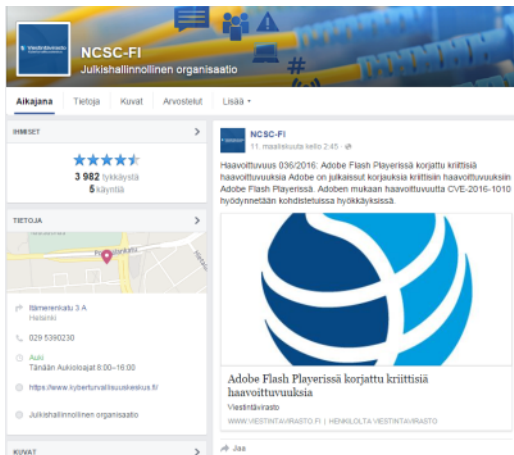 Viestintävirasto
NCSC-FI
Julkishallinnollinen organisaatio
Aikajana Tietoja Kuvat Arvostelut Lisää
IHMISET
3 982 tykkäystä
5 käyntiä
TIETOJA
Itämerenkatu 3 A
Helsinki
029 5390230
Auki
Tänään Aukioloajat 8:00–16:00
https://www.kyberturvallisuuskeskus.fi/
Julkishallinnollinen organisaatio
KUVAT
NCSC-FI
11. maaliskuuta kello 2:45 ·
Haavoittuvuus 036/2016: Adobe Flash Playerissä korjattu kriittisiä
haavoittuvuuksia Adobe on julkaissut korjauksia kriittisiin haavoittuvuuksiin
Adobe Flash Playerissä. Adoben mukaan haavoittuvuutta CVE-2016-1010
hyödynnetään kohdistetuissa hyökkäyksissä.
Adobe Flash Playerissä korjattu kriittisiä
haavoittuvuuksia
Viestintävirasto
WWW.VIESTINTAVIRASTO.FI | HENKILÖLTÄ VIESTINTÄVIRASTO
Jaa